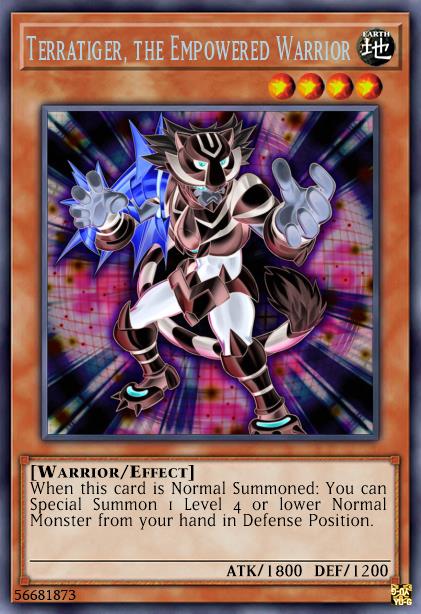 Terratiger, the Empowered Warrior
EARTH
地
[Warrior/Effect]
When this card is Normal Summoned: You can
Special Summon 1 Level 4 or lower Normal
Monster from your hand in Defense Position.
ATK/1800 DEF/1200
56681873